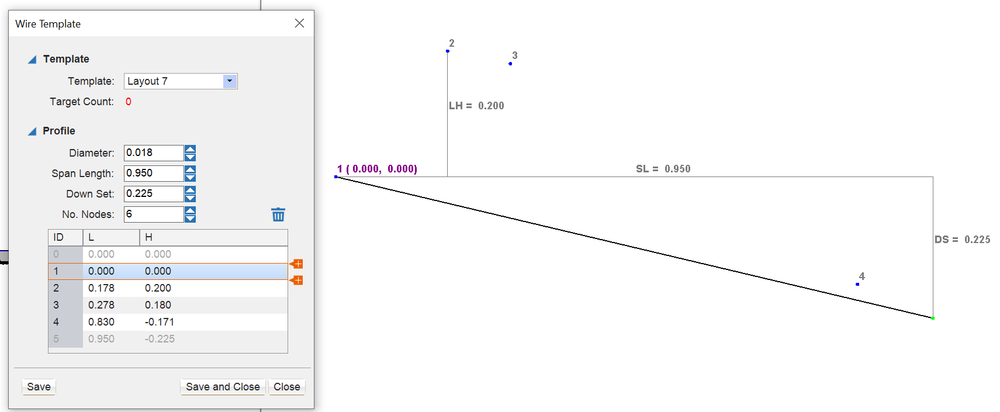 Wire Template
Template
Template: Layout 7
Target Count: 0
Profile
Diameter: 0.018
Span Length: 0.950
Down Set: 0.225
No. Nodes: 6
ID L H
0 0.000 0.000
1 0.000 0.000
2 0.178 0.200
3 0.278 0.180
4 0.830 -0.171
5 0.950 -0.225
Save Save and Close Close
2
3
LH = 0.200
1 ( 0.000, 0.000)
SL = 0.950
DS = 0.225
4